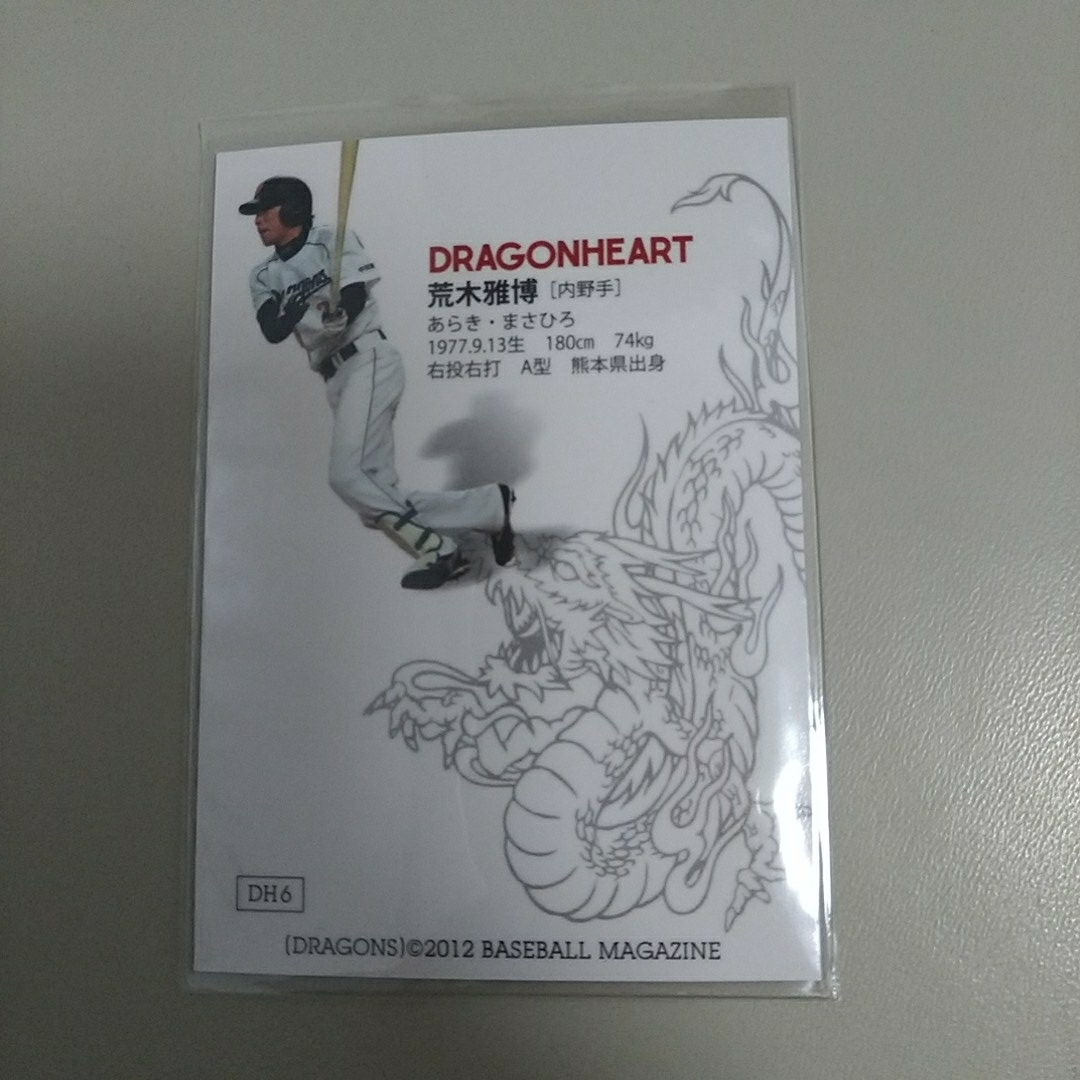 DRAGONHEART
荒木雅博 [内野手]
あらき・まさひろ
1977.9.13生 180cm 74kg
右投右打 A型 熊本県出身
DH6
(DRAGONS)©2012 BASEBALL MAGAZINE